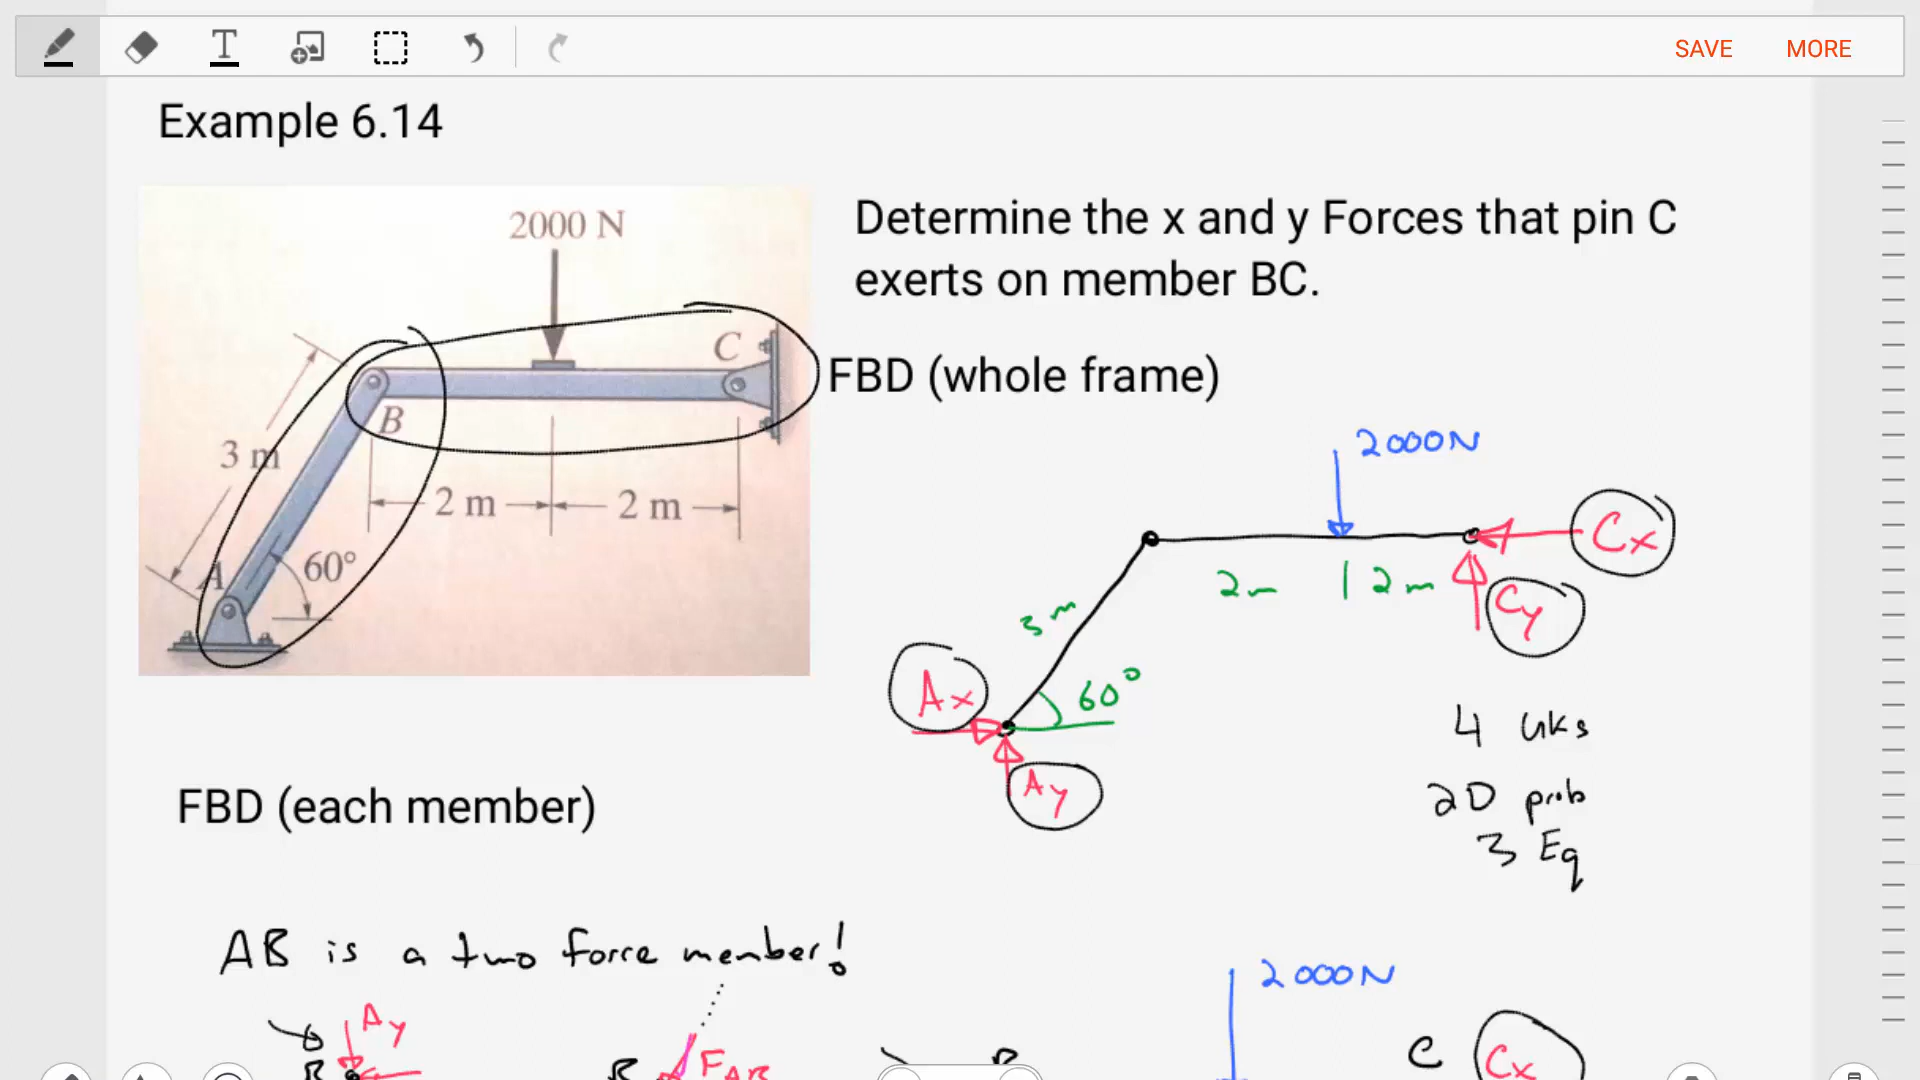 SAVE MORE
Example 6.14
2000 N
C
B
3 m
2 m 2 m
A
60°
Determine the x and y Forces that pin C
exerts on member BC.
FBD (whole frame)
2000N
Cx
2m | 2m
Cy
3m
Ax
60°
Ay
4 uks
2D prob
3 Eq
FBD (each member)
AB is a two force member!
Ay
B
B FAB
B
2000N
C Cx